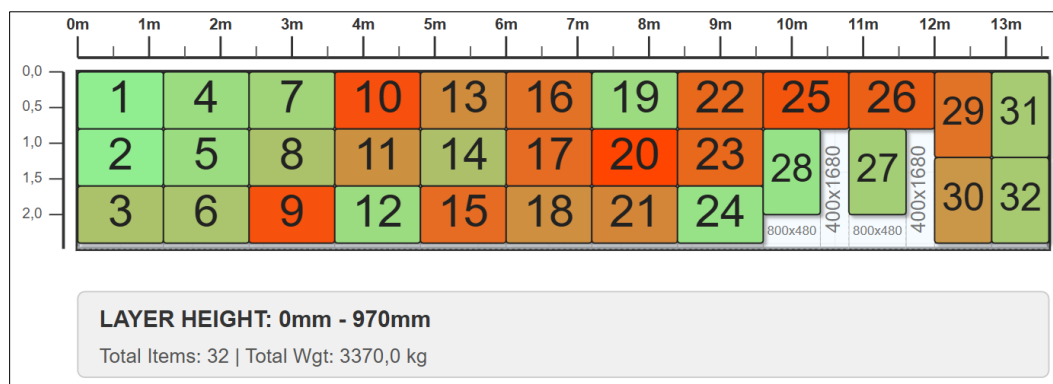 0m 1m 2m 3m 4m 5m 6m 7m 8m 9m 10m 11m 12m 13m
0,0
0,5
1,0
1,5
2,0
1 4 7 10 13 16 19 22 25 26 29 31
2 5 8 11 14 17 20 23 28 400x1680 27 400x1680
3 6 9 12 15 18 21 24 800x480 800x480 30 32
LAYER HEIGHT: 0mm - 970mm
Total Items: 32 | Total Wgt: 3370,0 kg